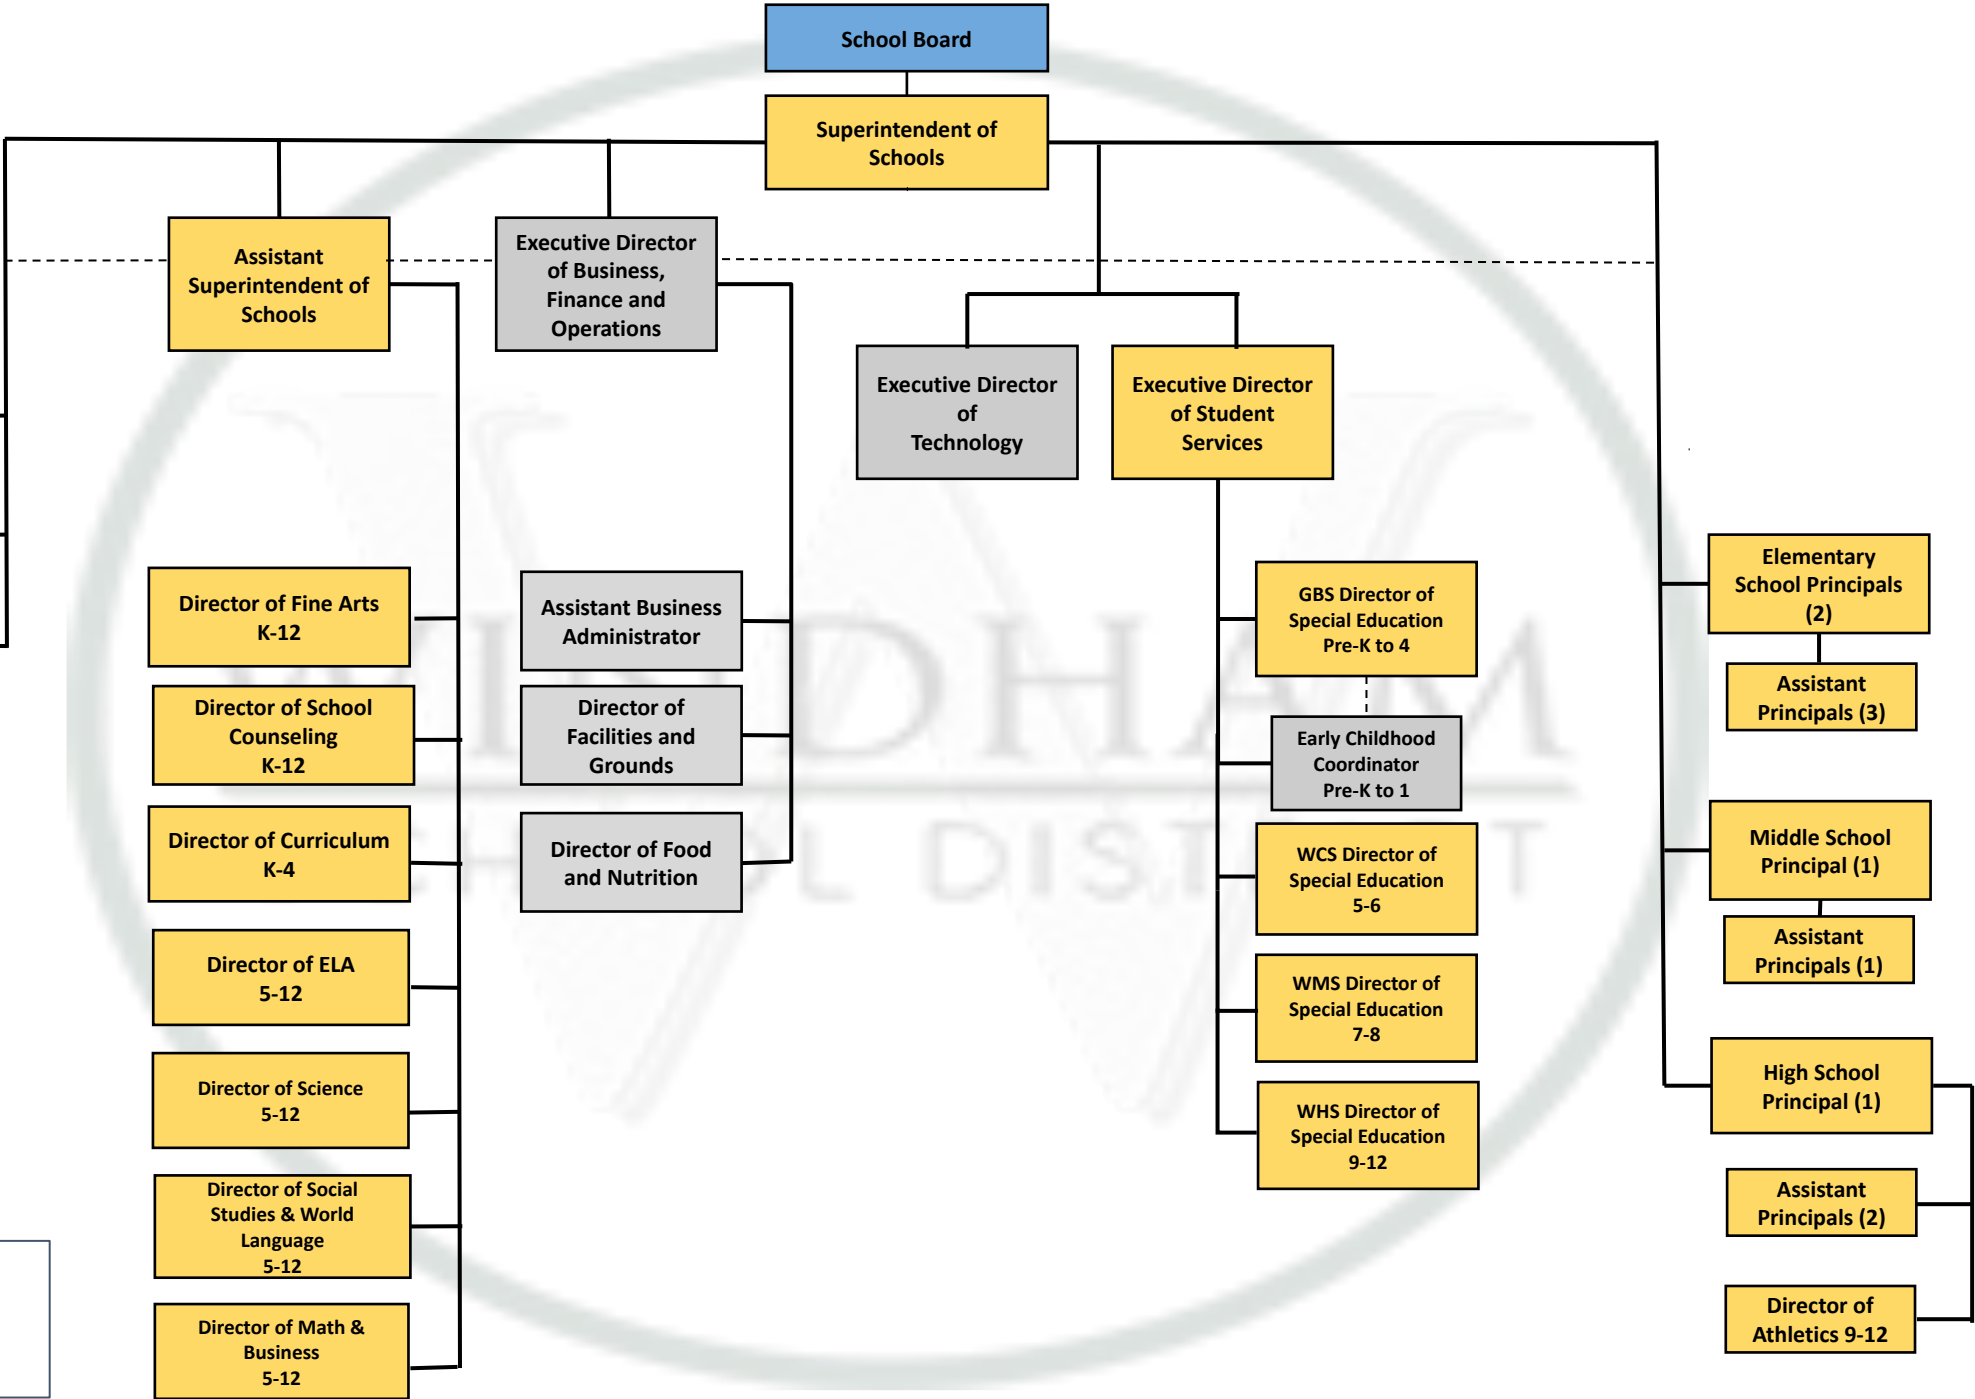 School Board
Superintendent of
Schools
Assistant
Superintendent of
Schools
Executive Director
of Business,
Finance and
Operations
Executive Director
of
Technology
Executive Director
of Student
Services
Director of Fine Arts
K-12
Director of School
Counseling
K-12
Director of Curriculum
K-4
Director of ELA
5-12
Director of Science
5-12
Director of Social
Studies & World
Language
5-12
Director of Math &
Business
5-12
Assistant Business
Administrator
Director of
Facilities and
Grounds
Director of Food
and Nutrition
GBS Director of
Special Education
Pre-K to 4
Early Childhood
Coordinator
Pre-K to 1
WCS Director of
Special Education
5-6
WMS Director of
Special Education
7-8
WHS Director of
Special Education
9-12
Elementary
School Principals
(2)
Assistant
Principals (3)
Middle School
Principal (1)
Assistant
Principals (1)
High School
Principal (1)
Assistant
Principals (2)
Director of
Athletics 9-12
WINDHAM
SCHOOL DISTRICT